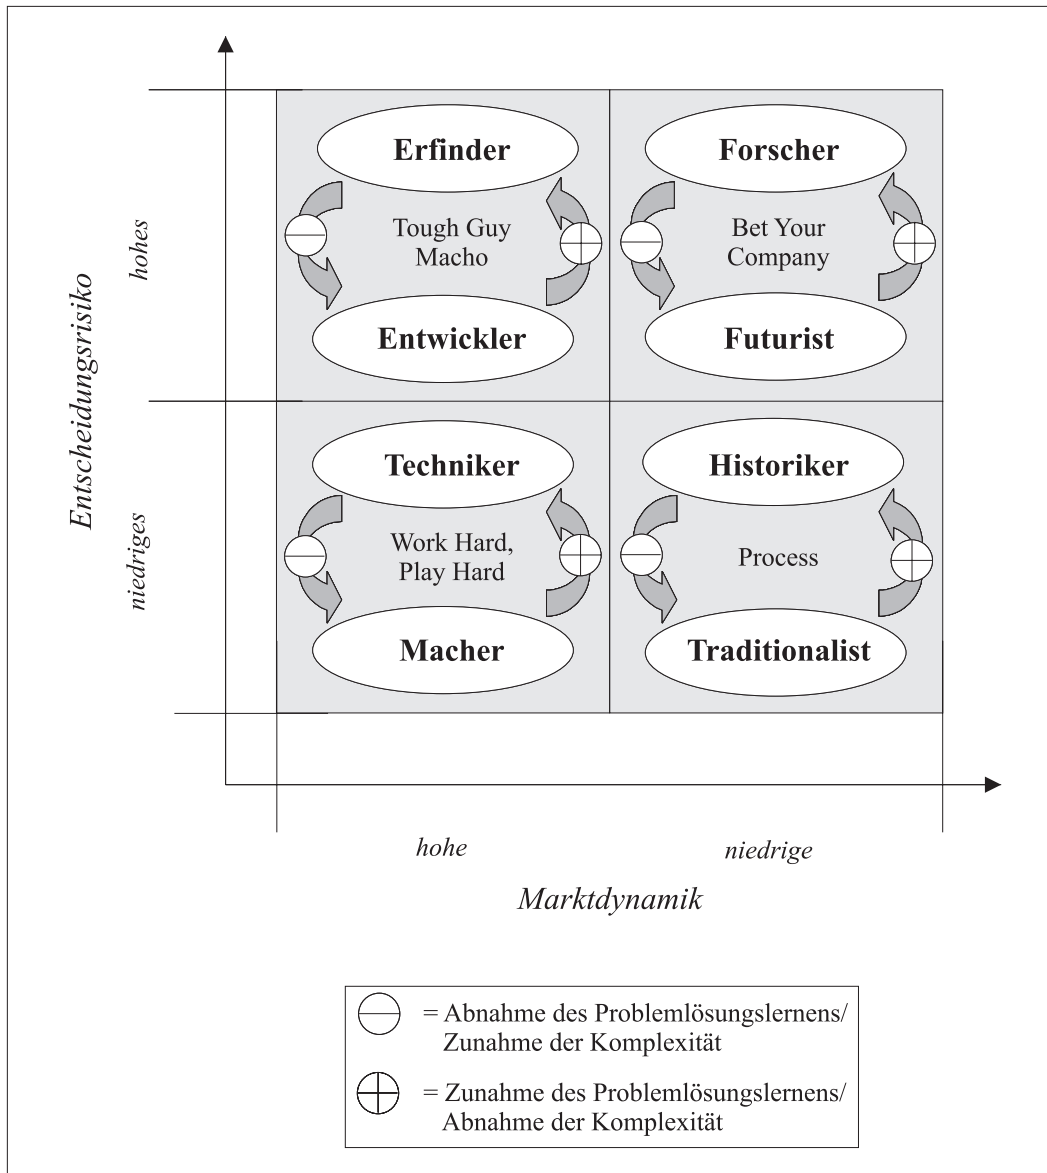 Entscheidungsrisiko
hohes
niedriges
Erfinder
Tough Guy
Macho
Entwickler
Forscher
Bet Your
Company
Futurist
Techniker
Work Hard,
Play Hard
Macher
Historiker
Process
Traditionalist
hohe
niedrige
Marktdynamik
= Abnahme des Problemlösungslernens/
Zunahme der Komplexität
= Zunahme des Problemlösungslernens/
Abnahme der Komplexität